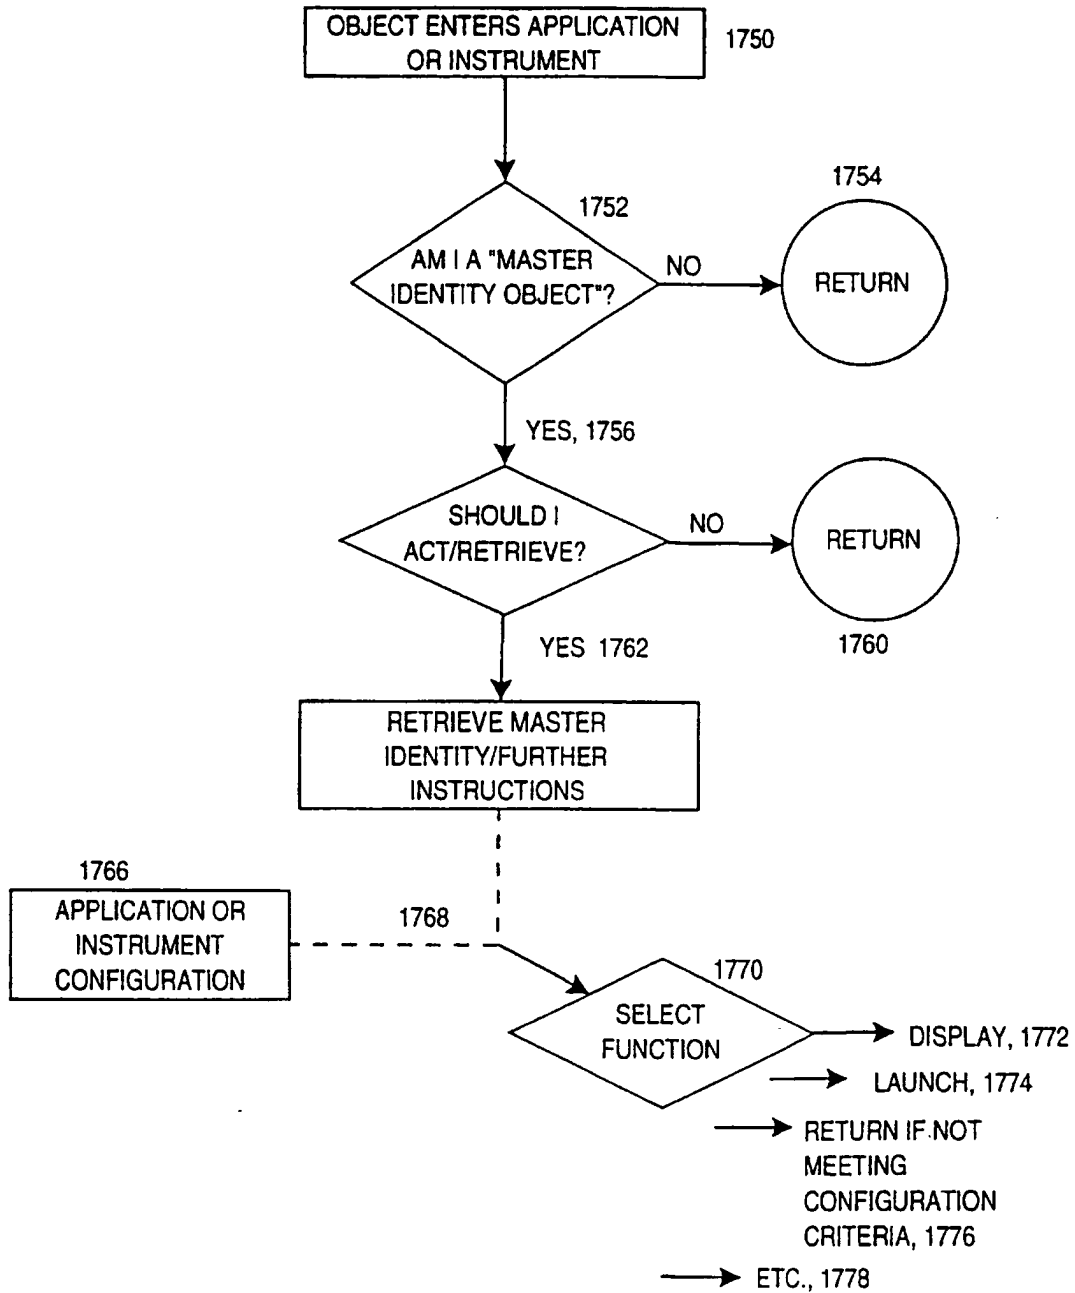 OBJECT ENTERS APPLICATION
OR INSTRUMENT
1750
1754
1752
AM I A "MASTER
IDENTITY OBJECT"?
NO
RETURN
YES, 1756
SHOULD I
ACT/RETRIEVE?
NO
RETURN
1760
YES 1762
RETRIEVE MASTER
IDENTITY/FURTHER
INSTRUCTIONS
1766
APPLICATION OR
INSTRUMENT
CONFIGURATION
1768
1770
SELECT
FUNCTION
DISPLAY, 1772
LAUNCH, 1774
RETURN IF NOT
MEETING
CONFIGURATION
CRITERIA, 1776
ETC., 1778